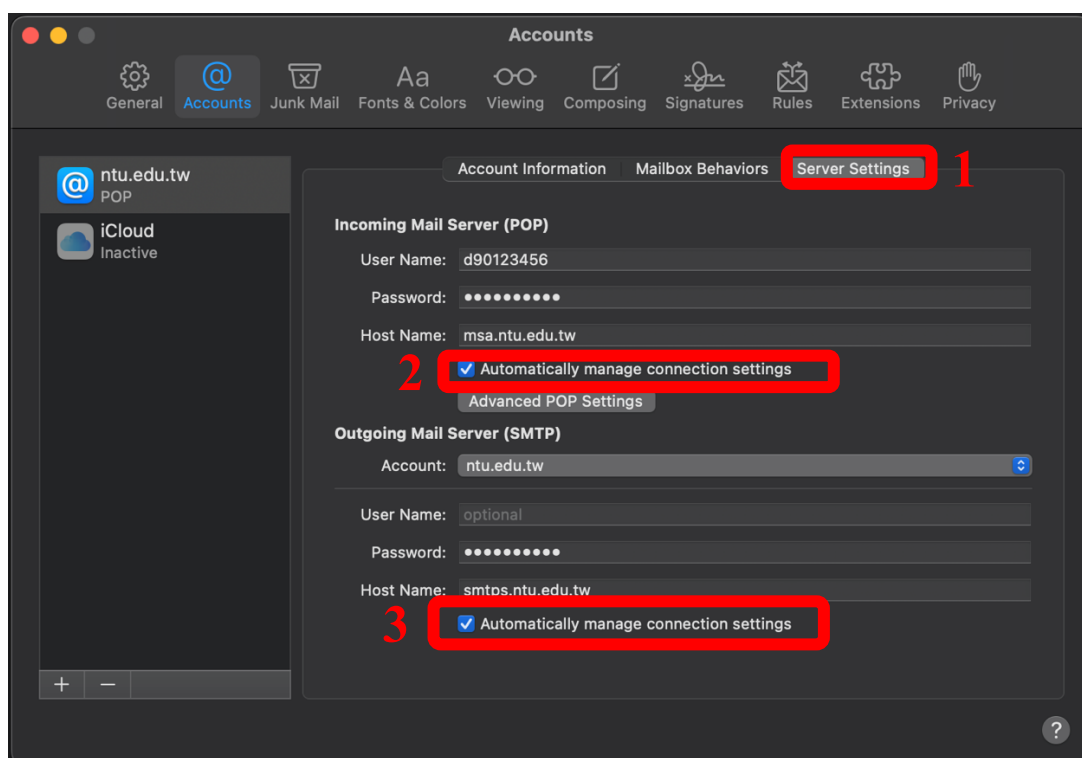 Accounts
General Accounts Junk Mail Fonts & Colors Viewing Composing Signatures Rules Extensions Privacy
ntu.edu.tw
POP
iCloud
Inactive
Account Information Mailbox Behaviors Server Settings 1
Incoming Mail Server (POP)
User Name: d90123456
Password: ••••••••••
Host Name: msa.ntu.edu.tw
2 Automatically manage connection settings
Advanced POP Settings
Outgoing Mail Server (SMTP)
Account: ntu.edu.tw
User Name: optional
Password: ••••••••••
Host Name: smtps.ntu.edu.tw
3 Automatically manage connection settings
+ −
?